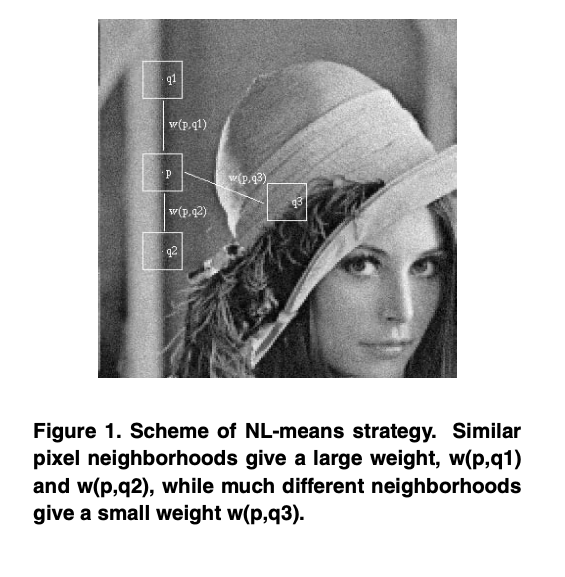 q1
w(p,q1)
p
w(p,q3)
q3
w(p,q2)
q2
Figure 1. Scheme of NL-means strategy. Similar
pixel neighborhoods give a large weight, w(p,q1)
and w(p,q2), while much different neighborhoods
give a small weight w(p,q3).